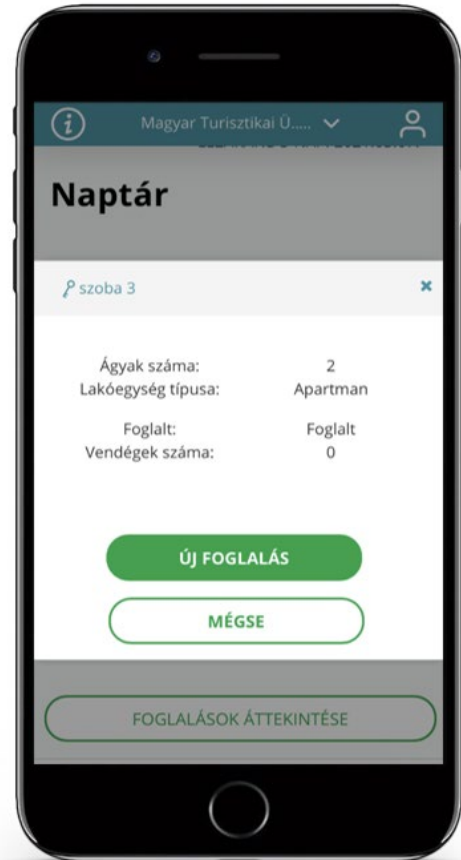 Magyar Turisztikai Ü.....
Naptár
szoba 3
Ágyak száma: 2
Lakóegység típusa: Apartman
Foglalt: Foglalt
Vendégek száma: 0
ÚJ FOGLALÁS
MÉGSE
FOGLALÁSOK ÁTTEKINTÉSE